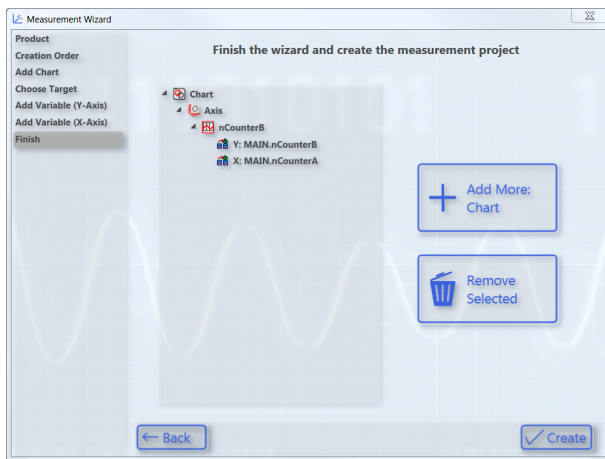 Measurement Wizard
Product
Creation Order
Add Chart
Choose Target
Add Variable (Y-Axis)
Add Variable (X-Axis)
Finish
Finish the wizard and create the measurement project
Chart
Axis
nCounterB
Y: MAIN.nCounterB
X: MAIN.nCounterA
Add More:
Chart
Remove
Selected
Back
Create